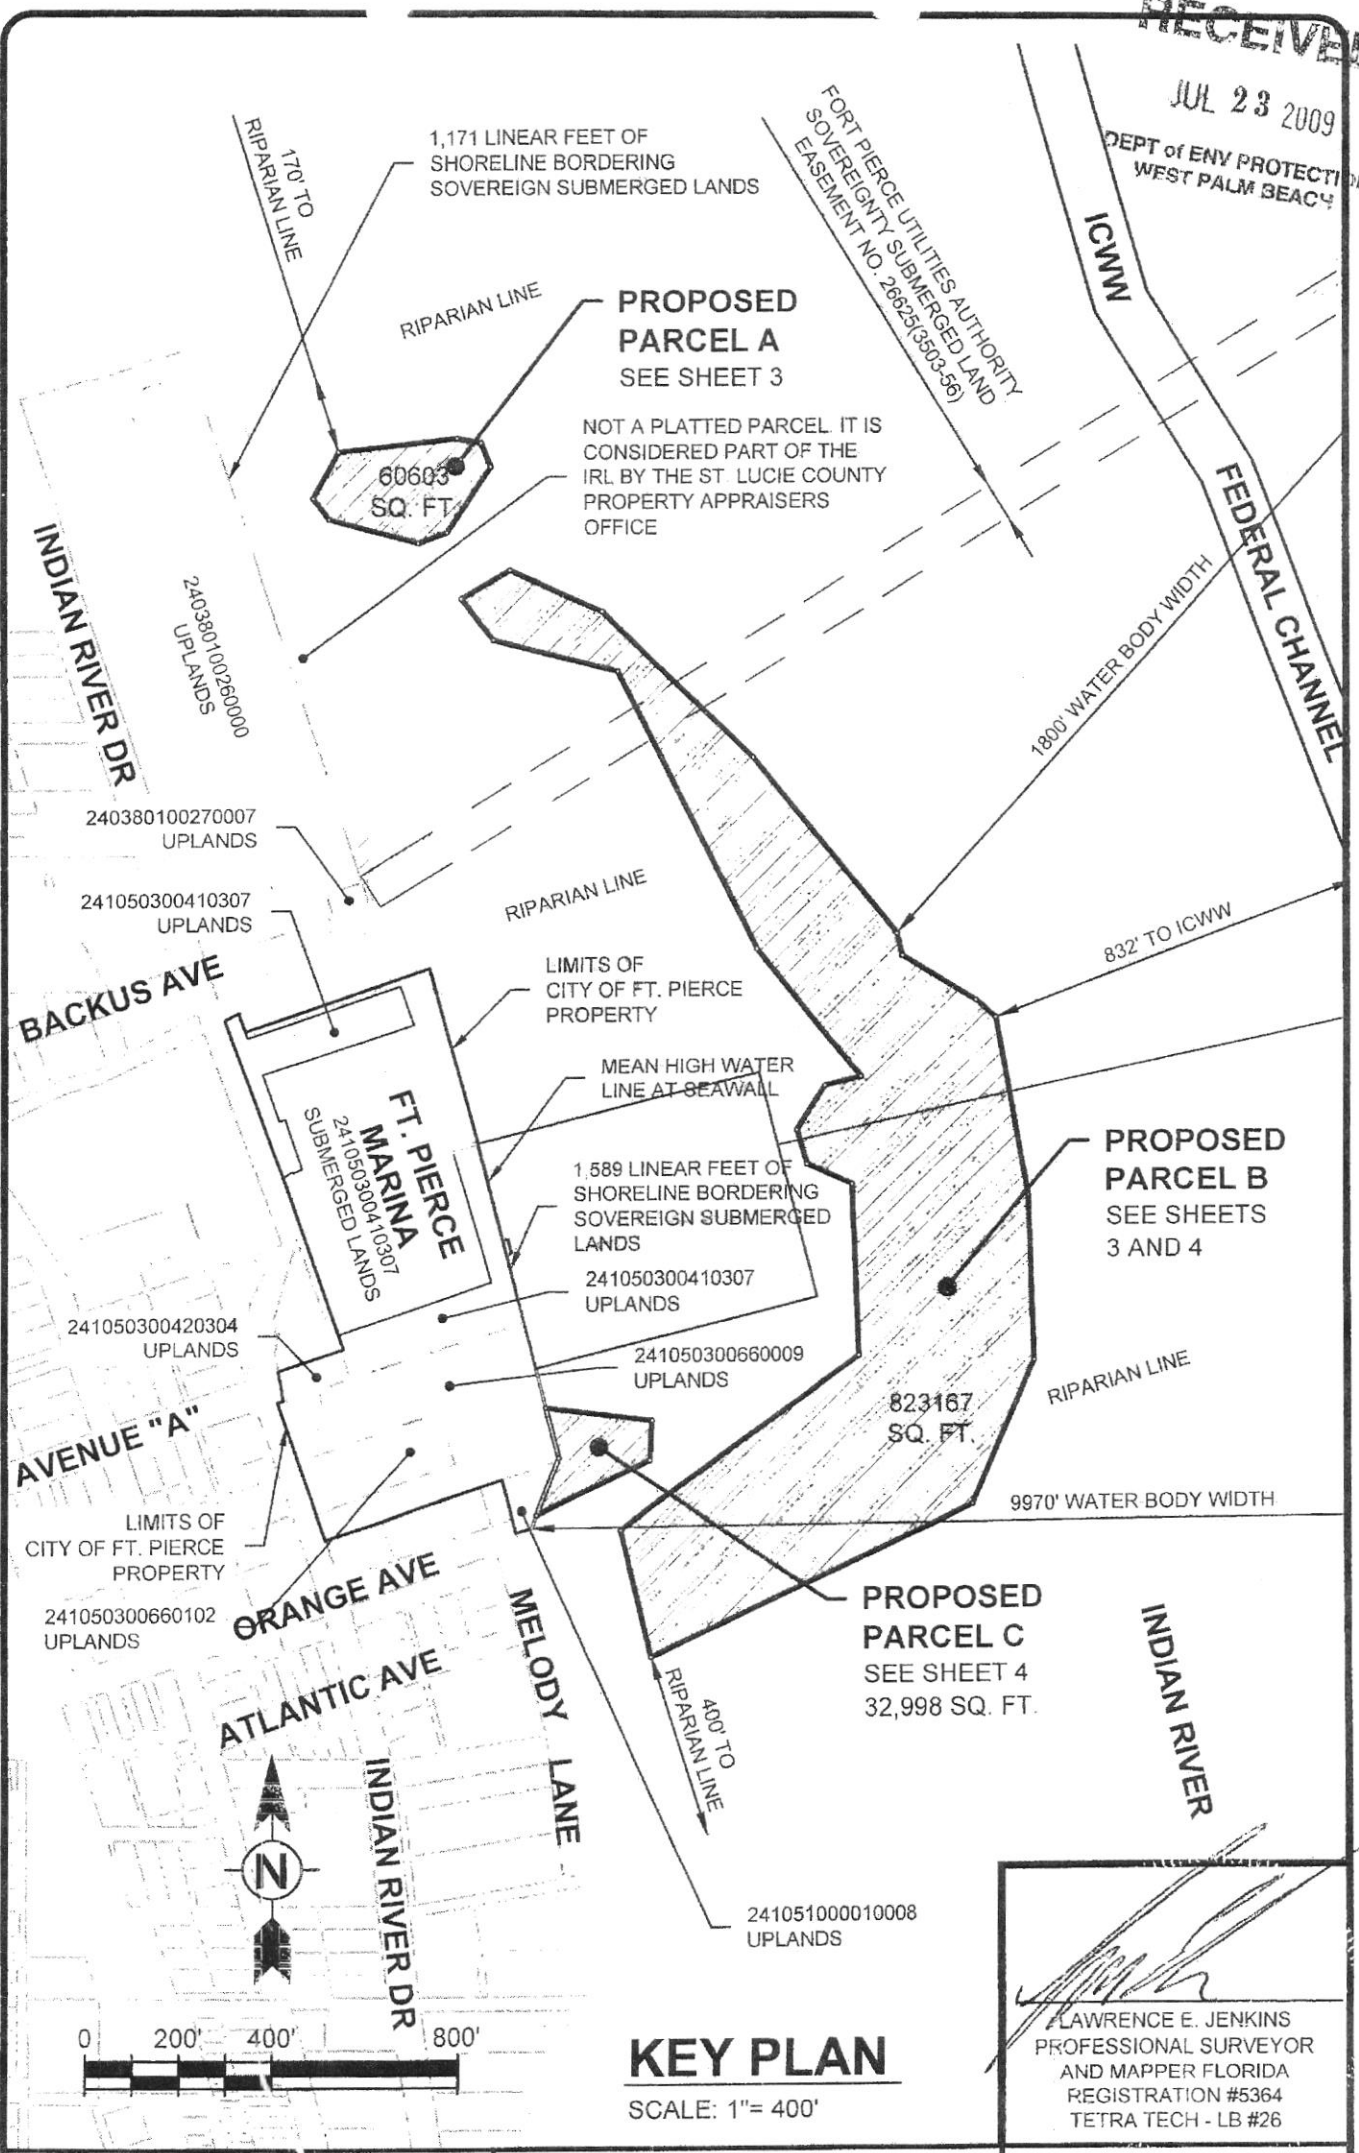 RECEIVED
JUL 23 2009
DEPT of ENV PROTECTION
WEST PALM BEACH
170' TO
RIPARIAN LINE
1,171 LINEAR FEET OF
SHORELINE BORDERING
SOVEREIGN SUBMERGED LANDS
FORT PIERCE UTILITIES AUTHORITY
SOVEREIGNTY SUBMERGED LAND
EASEMENT NO. 26625(3503-56)
ICWW
FEDERAL CHANNEL
RIPARIAN LINE
PROPOSED
PARCEL A
SEE SHEET 3
60603
SQ. FT.
NOT A PLATTED PARCEL. IT IS
CONSIDERED PART OF THE
IRL BY THE ST. LUCIE COUNTY
PROPERTY APPRAISERS
OFFICE
INDIAN RIVER DR
240380100260000
UPLANDS
1800' WATER BODY WIDTH
240380100270007
UPLANDS
241050300410307
UPLANDS
RIPARIAN LINE
832' TO ICWW
BACKUS AVE
LIMITS OF
CITY OF FT. PIERCE
PROPERTY
MEAN HIGH WATER
LINE AT SEAWALL
FT. PIERCE
MARINA
241050300410307
SUBMERGED LANDS
1,589 LINEAR FEET OF
SHORELINE BORDERING
SOVEREIGN SUBMERGED
LANDS
PROPOSED
PARCEL B
SEE SHEETS
3 AND 4
241050300410307
UPLANDS
241050300420304
UPLANDS
241050300660009
UPLANDS
RIPARIAN LINE
823167
SQ. FT.
AVENUE "A"
9970' WATER BODY WIDTH
LIMITS OF
CITY OF FT. PIERCE
PROPERTY
241050300660102
UPLANDS
ORANGE AVE
ATLANTIC AVE
MELODY LANE
PROPOSED
PARCEL C
SEE SHEET 4
32,998 SQ. FT.
400' TO
RIPARIAN LINE
INDIAN RIVER
INDIAN RIVER DR
N
241051000010008
UPLANDS
0 200' 400' 800'
KEY PLAN
SCALE: 1"= 400'
LAWRENCE E. JENKINS
PROFESSIONAL SURVEYOR
AND MAPPER FLORIDA
REGISTRATION #5364
TETRA TECH - LB #26